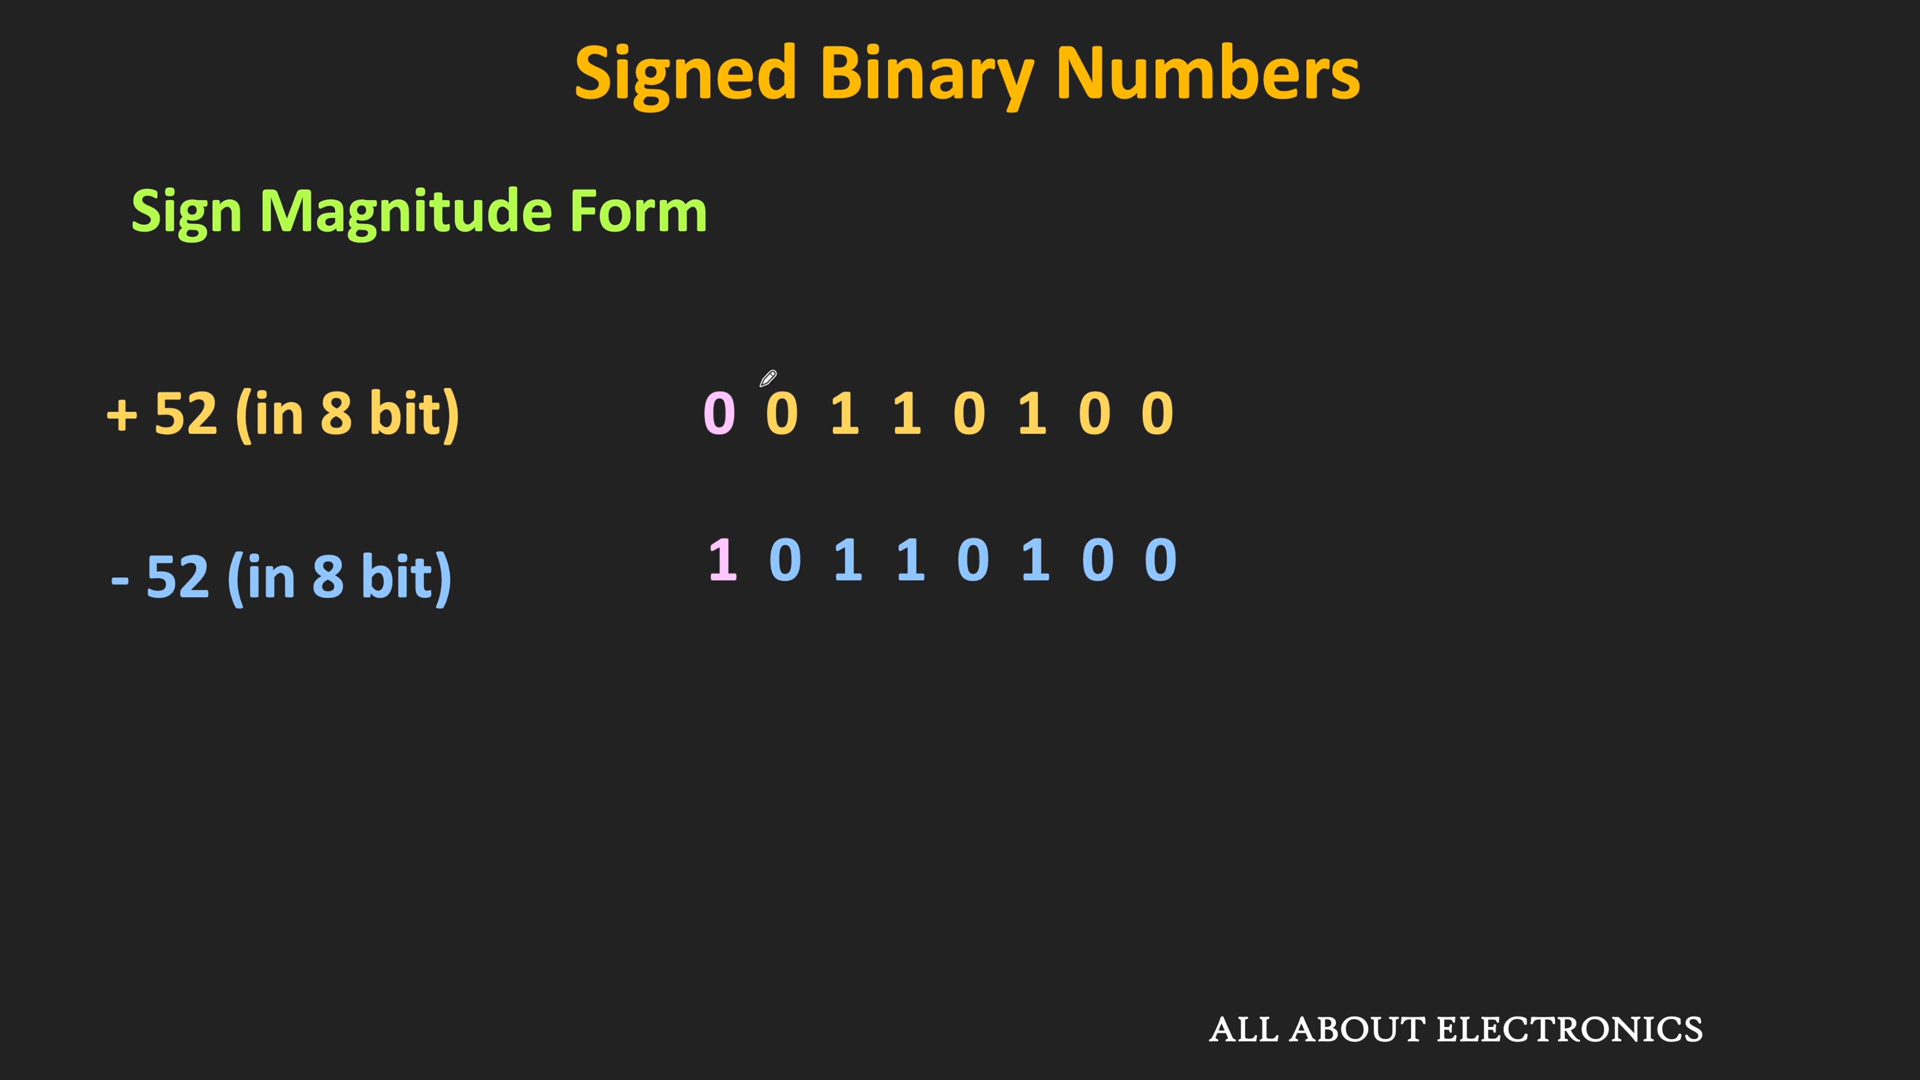 Signed Binary Numbers
Sign Magnitude Form
+ 52 (in 8 bit) 0 0 1 1 0 1 0 0
- 52 (in 8 bit) 1 0 1 1 0 1 0 0
ALL ABOUT ELECTRONICS